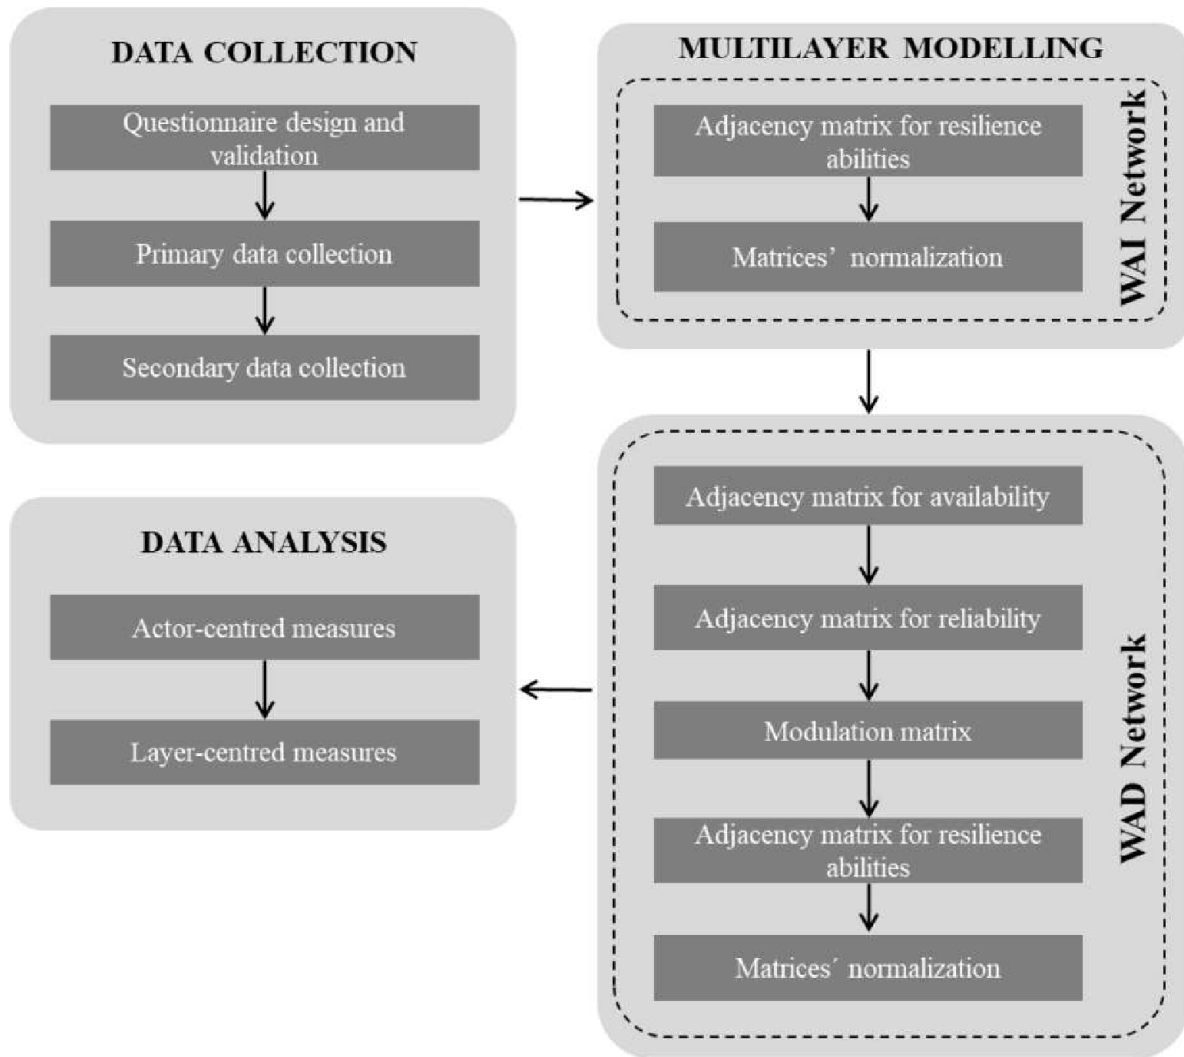 DATA COLLECTION
Questionnaire design and
validation
Primary data collection
Secondary data collection
MULTILAYER MODELLING
Adjacency matrix for resilience
abilities
Matrices’ normalization
WAI Network
Adjacency matrix for availability
Adjacency matrix for reliability
Modulation matrix
Adjacency matrix for resilience
abilities
Matrices´ normalization
WAD Network
DATA ANALYSIS
Actor-centred measures
Layer-centred measures